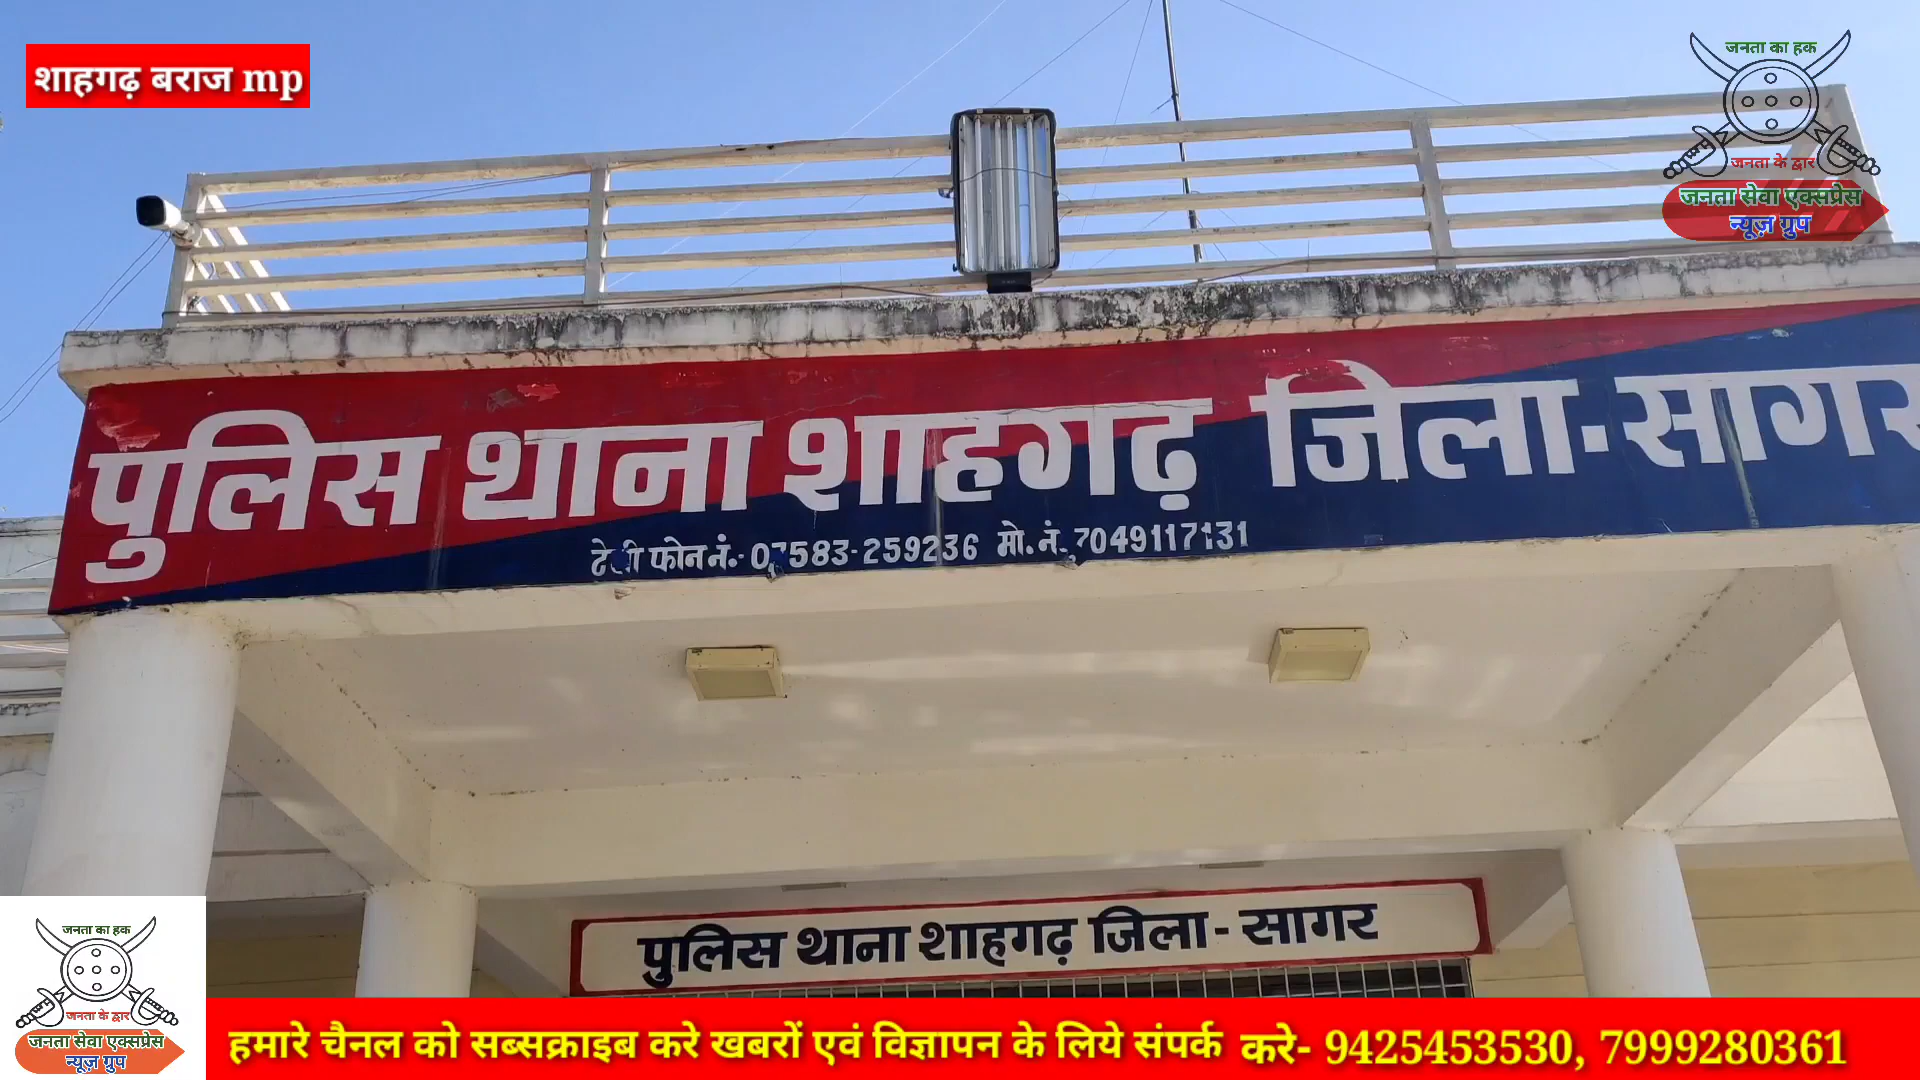 शाहगढ़ बराज mp
जनता का हक
जनता के द्वार
जनता सेवा एक्सप्रेस
न्यूज़ ग्रुप
पुलिस थाना शाहगढ़ जिला-सागर
टेली फोन नं.- 07583-259236 मो.नं. 7049117131
पुलिस थाना शाहगढ़ जिला - सागर
जनता का हक
जनता के द्वार
जनता सेवा एक्सप्रेस
न्यूज़ ग्रुप
हमारे चैनल को सब्सक्राइब करे खबरों एवं विज्ञापन के लिये संपर्क करे- 9425453530, 7999280361